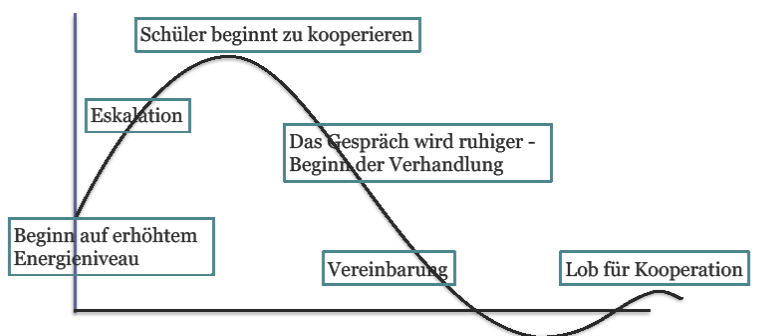 Schüler beginnt zu kooperieren
Eskalation
Das Gespräch wird ruhiger -
Beginn der Verhandlung
Beginn auf erhöhtem
Energieniveau
Vereinbarung
Lob für Kooperation